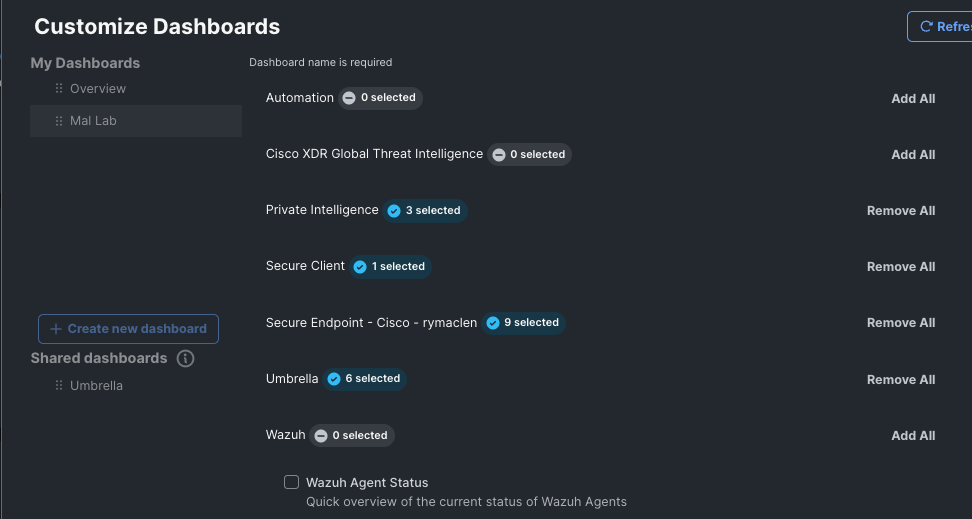 Customize Dashboards
My Dashboards
Overview
Mal Lab
Create new dashboard
Shared dashboards
Umbrella
Dashboard name is required
Automation 0 selected Add All
Cisco XDR Global Threat Intelligence 0 selected Add All
Private Intelligence 3 selected Remove All
Secure Client 1 selected Remove All
Secure Endpoint - Cisco - rymaclen 9 selected Remove All
Umbrella 6 selected Remove All
Wazuh 0 selected Add All
Wazuh Agent Status
Quick overview of the current status of Wazuh Agents